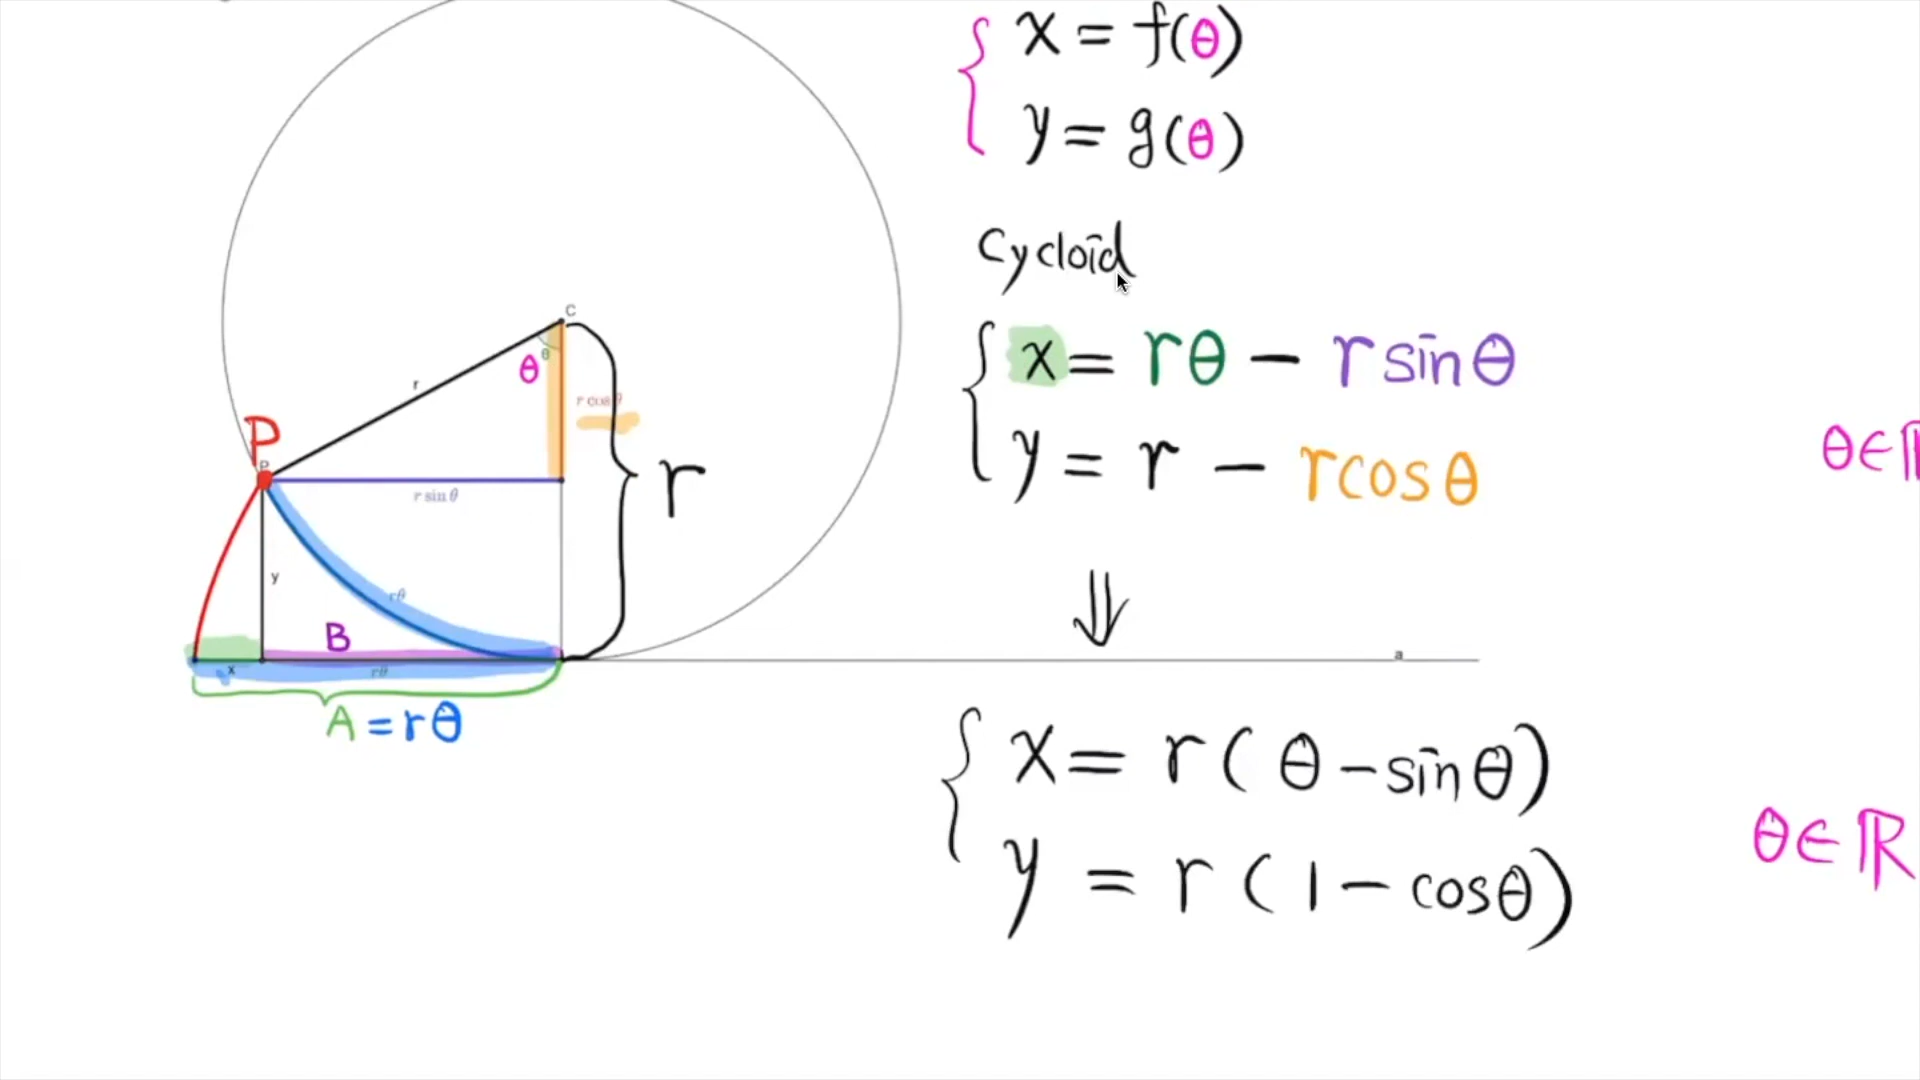 x = f(θ)
y = g(θ)
Cycloid
x = rθ − r sinθ
y = r − r cosθ
θ∈ℝ
⇓
x = r(θ − sinθ)
y = r(1 − cosθ)
θ∈ℝ
C
θ
θ
r
r cos θ
P
P
r sin θ
r
y
rθ
B
x
rθ
a
A = rθ